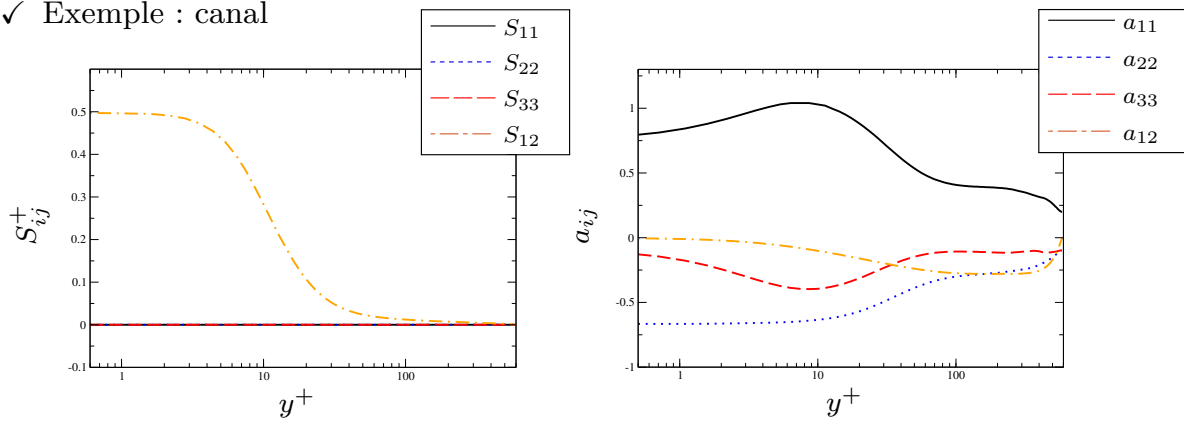 ✓ Exemple : canal
S₁₁
S₂₂
S₃₃
S₁₂
0.5
0.4
0.3
0.2
0.1
0
-0.1
1
10
100
y⁺
S⁺ᵢⱼ
a₁₁
a₂₂
a₃₃
a₁₂
1
0.5
0
-0.5
-1
1
10
100
y⁺
aᵢⱼ